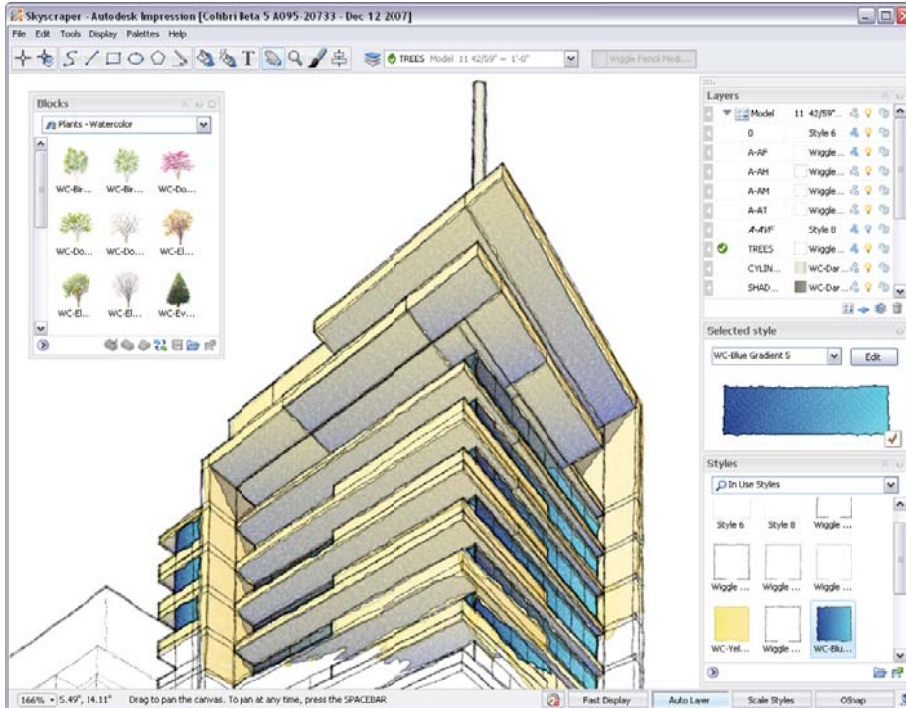 Skyscraper - Autodesk Impression [Colibri Beta 5 A095-20733 - Dec 12 2007]
File Edit Tools Display Palettes Help
TREES Model 11 42/59" = 1'-0"
Wiggle Pencil Medi...
Blocks
Plants - Watercolor
WC-Bir... WC-Bir... WC-Do...
WC-Do... WC-Do... WC-El...
WC-El... WC-El... WC-Ev...
Layers
Model 11 42/59"...
0 Style 6
A-AF Wiggle...
A-AH Wiggle...
A-AM Wiggle...
A-AT Wiggle...
Style 8
TREES Wiggle...
CYLIN... WC-Dar...
SHAD... WC-Dar...
Selected style
WC-Blue Gradient S Edit
Styles
In Use Styles
Style 6 Style 8 Wiggle ...
Wiggle ... Wiggle ... Wiggle ...
WC-Yel... Wiggle ... WC-Blu...
166% 5.49", 14.11" Drag to pan the canvas. To pan at any time, press the SPACEBAR
Fast Display Auto Layer Scale Styles OSnap